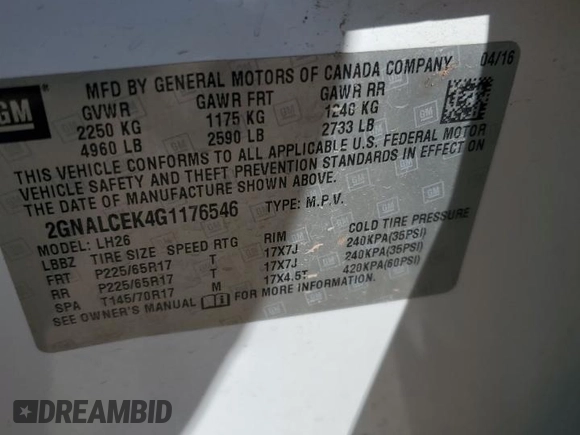 GM
MFD BY GENERAL MOTORS OF CANADA COMPANY 04/16
GVWR GAWR FRT GAWR RR
2250 KG 1175 KG 1240 KG
4960 LB 2590 LB 2733 LB
THIS VEHICLE CONFORMS TO ALL APPLICABLE U.S. FEDERAL MOTOR
VEHICLE SAFETY AND THEFT PREVENTION STANDARDS IN EFFECT ON
THE DATE OF MANUFACTURE SHOWN ABOVE.
2GNALCEK4G1176546 TYPE: M.P.V.
MODEL: LH26
LBBZ TIRE SIZE SPEED RTG RIM COLD TIRE PRESSURE
FRT P225/65R17 T 17X7J 240KPA(35PSI)
RR P225/65R17 T 17X7J 240KPA(35PSI)
SPA T145/70R17 M 17X4.5T 420KPA(60PSI)
SEE OWNER'S MANUAL FOR MORE INFORMATION.
DREAMBID